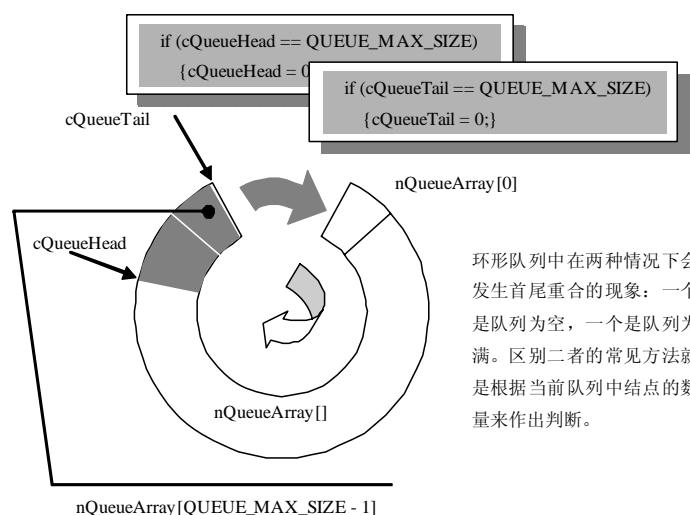 if (cQueueHead == QUEUE_MAX_SIZE)
{cQueueHead = 0
if (cQueueTail == QUEUE_MAX_SIZE)
{cQueueTail = 0;}
cQueueTail
nQueueArray[0]
cQueueHead
环形队列中在两种情况下会
发生首尾重合的现象：一个
是队列为空，一个是队列为
满。区别二者的常见方法就
是根据当前队列中结点的数
量来作出判断。
nQueueArray[]
nQueueArray[QUEUE_MAX_SIZE - 1]